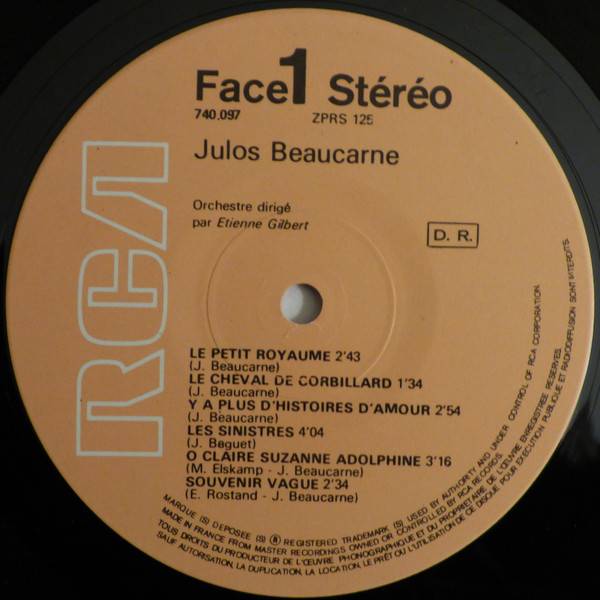 Face 1 Stéréo
740.097 ZPRS 125
Julos Beaucarne
Orchestre dirigé
par Etienne Gilbert
D. R.
RCA
LE PETIT ROYAUME 2'43
(J. Beaucarne)
LE CHEVAL DE CORBILLARD 1'34
(J. Beaucarne)
Y A PLUS D'HISTOIRES D'AMOUR 2'54
(J. Beaucarne)
LES SINISTRES 4'04
(J. Beguet)
O CLAIRE SUZANNE ADOLPHINE 3'16
(M. Elskamp - J. Beaucarne)
SOUVENIR VAGUE 2'34
(E. Rostand - J. Beaucarne)
MARQUE (S) DEPOSEE (S) ® REGISTERED TRADEMARK (S) USED BY AUTHORITY AND UNDER CONTROL OF RCA CORPORATION.
MADE IN FRANCE FROM MASTER RECORDINGS OWNED OR CONTROLLED BY RCA RECORDS.
TOUS DROITS DU PRODUCTEUR DE L'ŒUVRE PHONOGRAPHIQUE ET DU PROPRIETAIRE DE L'ŒUVRE ENREGISTREE RESERVES.
SAUF AUTORISATION, LA DUPLICATION, LA LOCATION, LE PRÊT OU L'UTILISATION DE CE DISQUE POUR EXECUTION PUBLIQUE ET RADIODIFFUSION SONT INTERDITS.